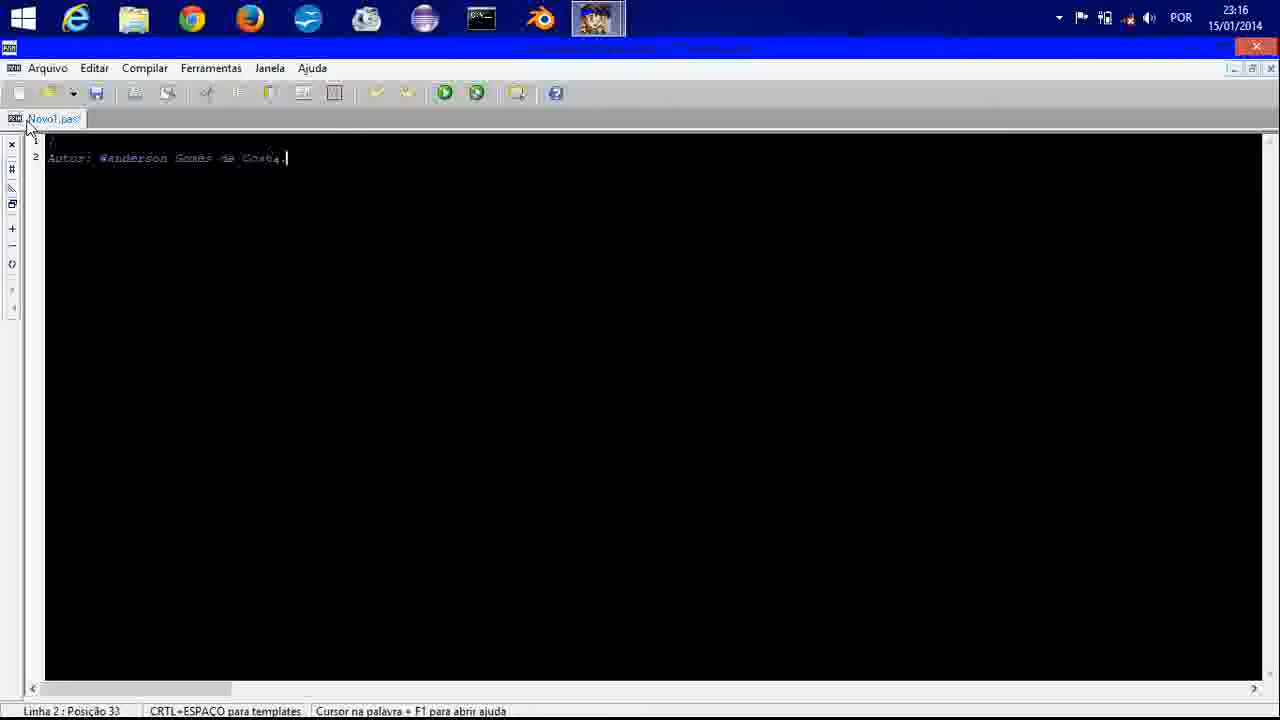 23:16
POR
15/01/2014
Arquivo Editar Compilar Ferramentas Janela Ajuda
Novo1.pas*
1 {
2 Autor: Wanderson Gomes da Costa.
Linha 2 : Posição 33 CRTL+ESPAÇO para templates Cursor na palavra + F1 para abrir ajuda